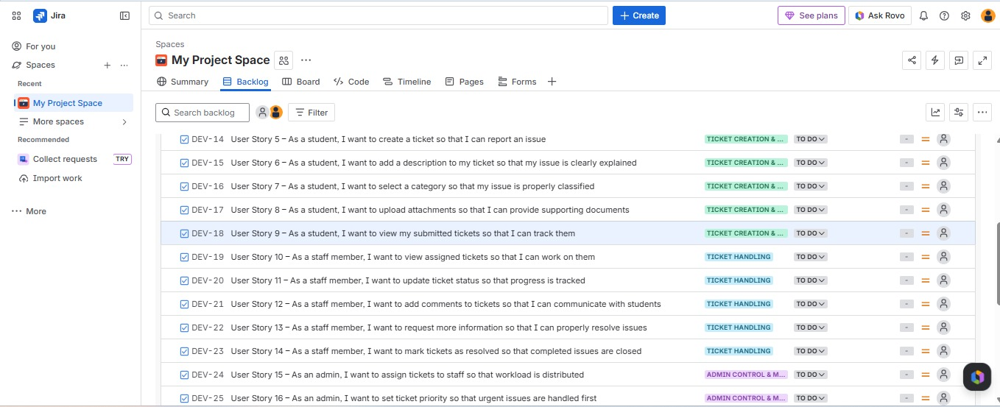 Jira
Search
Create
See plans
Ask Rovo
For you
Spaces
Recent
My Project Space
More spaces
Recommended
Collect requests TRY
Import work
More
Spaces
My Project Space
Summary Backlog Board Code Timeline Pages Forms
Search backlog Filter
DEV-14 User Story 5 – As a student, I want to create a ticket so that I can report an issue TICKET CREATION & ... TO DO -
DEV-15 User Story 6 – As a student, I want to add a description to my ticket so that my issue is clearly explained TICKET CREATION & ... TO DO -
DEV-16 User Story 7 – As a student, I want to select a category so that my issue is properly classified TICKET CREATION & ... TO DO -
DEV-17 User Story 8 – As a student, I want to upload attachments so that I can provide supporting documents TICKET CREATION & ... TO DO -
DEV-18 User Story 9 – As a student, I want to view my submitted tickets so that I can track them TICKET CREATION & ... TO DO -
DEV-19 User Story 10 – As a staff member, I want to view assigned tickets so that I can work on them TICKET HANDLING TO DO -
DEV-20 User Story 11 – As a staff member, I want to update ticket status so that progress is tracked TICKET HANDLING TO DO -
DEV-21 User Story 12 – As a staff member, I want to add comments to tickets so that I can communicate with students TICKET HANDLING TO DO -
DEV-22 User Story 13 – As a staff member, I want to request more information so that I can properly resolve issues TICKET HANDLING TO DO -
DEV-23 User Story 14 – As a staff member, I want to mark tickets as resolved so that completed issues are closed TICKET HANDLING TO DO -
DEV-24 User Story 15 – As an admin, I want to assign tickets to staff so that workload is distributed ADMIN CONTROL & M... TO DO -
DEV-25 User Story 16 – As an admin, I want to set ticket priority so that urgent issues are handled first ADMIN CONTROL & M... TO DO -